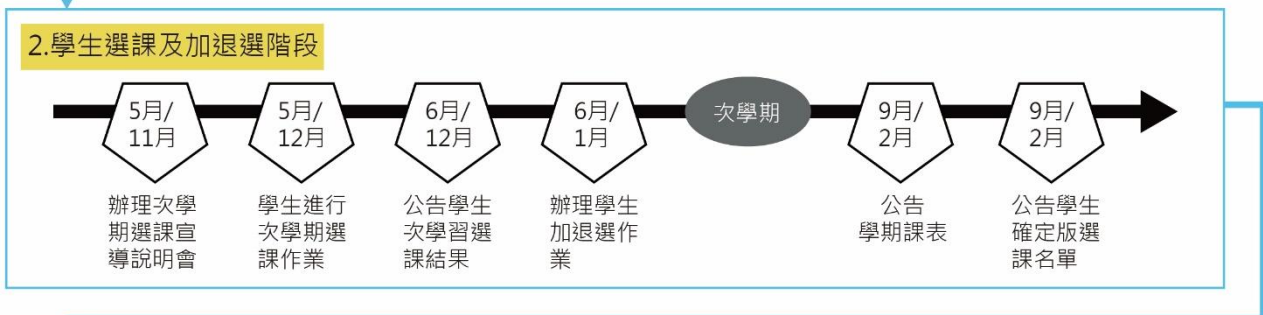 2.學生選課及加退選階段
5月/
11月
5月/
12月
6月/
12月
6月/
1月
次學期
9月/
2月
9月/
2月
辦理次學
期選課宣
導說明會
學生進行
次學期選
課作業
公告學生
次學習選
課結果
辦理學生
加退選作
業
公告
學期課表
公告學生
確定版選
課名單